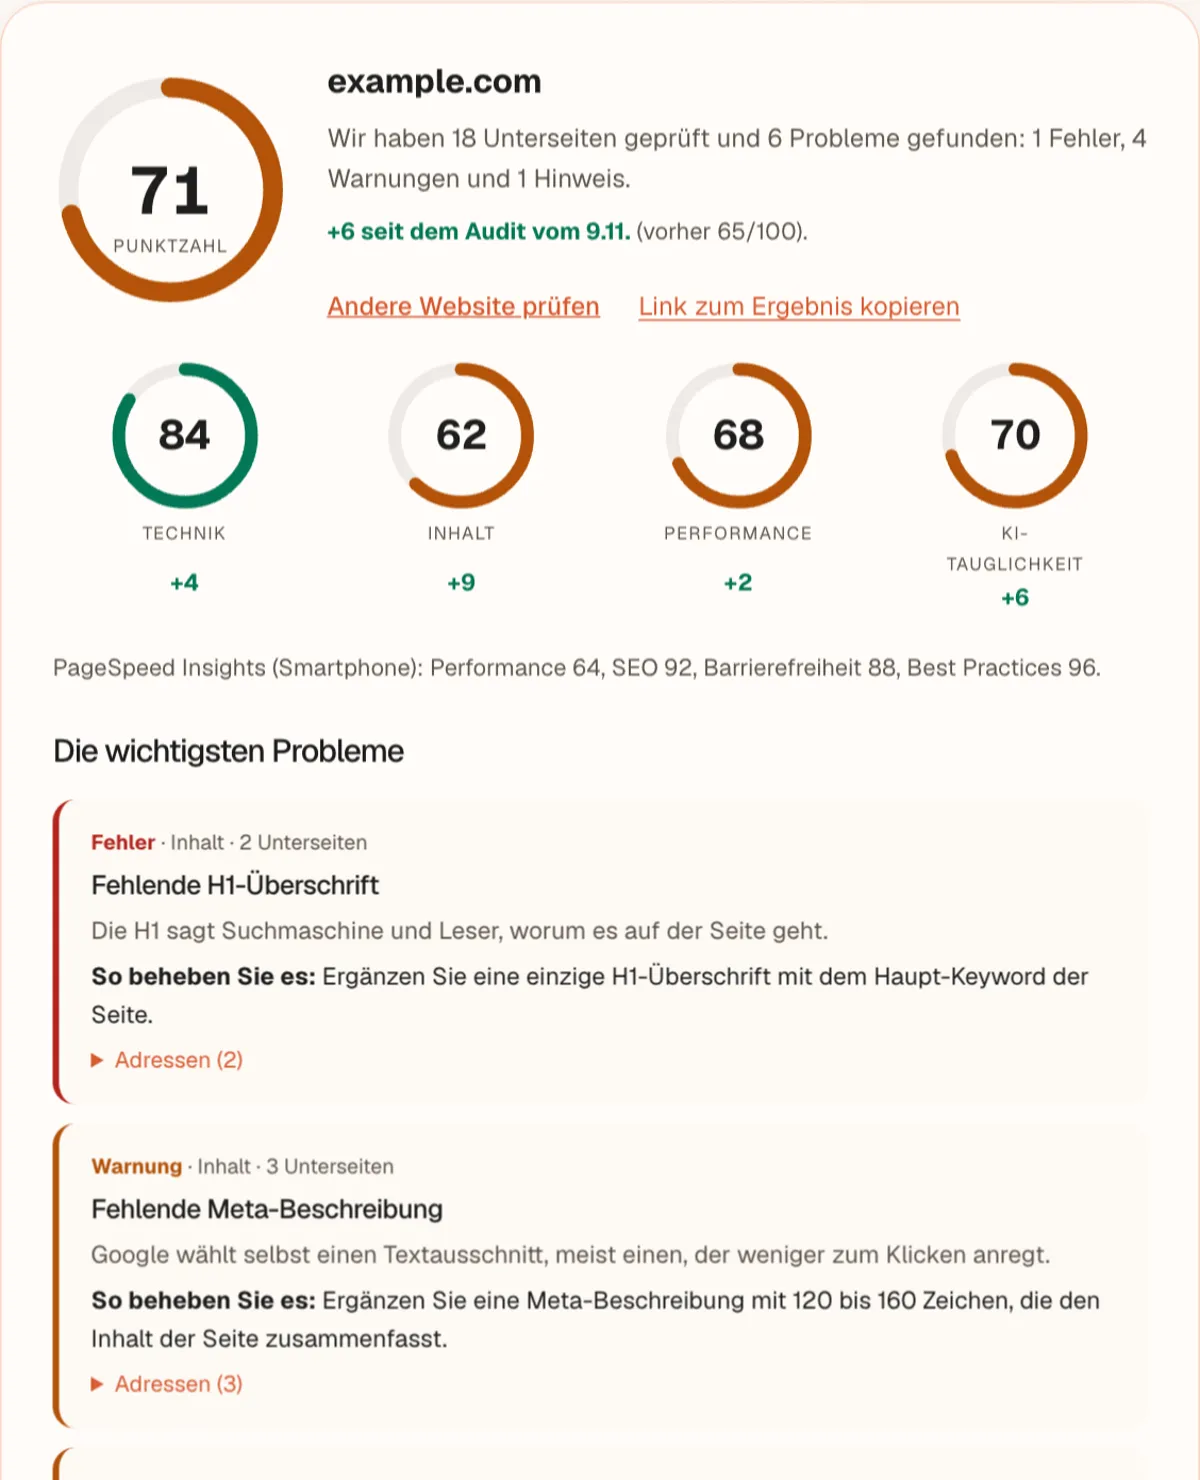 example.com
Wir haben 18 Unterseiten geprüft und 6 Probleme gefunden: 1 Fehler, 4
Warnungen und 1 Hinweis.
+6 seit dem Audit vom 9.11. (vorher 65/100).
Andere Website prüfen
Link zum Ergebnis kopieren
71
PUNKTZAHL
84
TECHNIK
+4
62
INHALT
+9
68
PERFORMANCE
+2
70
KI-
TAUGLICHKEIT
+6
PageSpeed Insights (Smartphone): Performance 64, SEO 92, Barrierefreiheit 88, Best Practices 96.
Die wichtigsten Probleme
Fehler · Inhalt · 2 Unterseiten
Fehlende H1-Überschrift
Die H1 sagt Suchmaschine und Leser, worum es auf der Seite geht.
So beheben Sie es: Ergänzen Sie eine einzige H1-Überschrift mit dem Haupt-Keyword der
Seite.
▶ Adressen (2)
Warnung · Inhalt · 3 Unterseiten
Fehlende Meta-Beschreibung
Google wählt selbst einen Textausschnitt, meist einen, der weniger zum Klicken anregt.
So beheben Sie es: Ergänzen Sie eine Meta-Beschreibung mit 120 bis 160 Zeichen, die den
Inhalt der Seite zusammenfasst.
▶ Adressen (3)